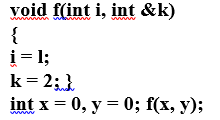 void f(int i, int &k)
{
i = l;
k = 2; }
int x = 0, y = 0; f(x, y);